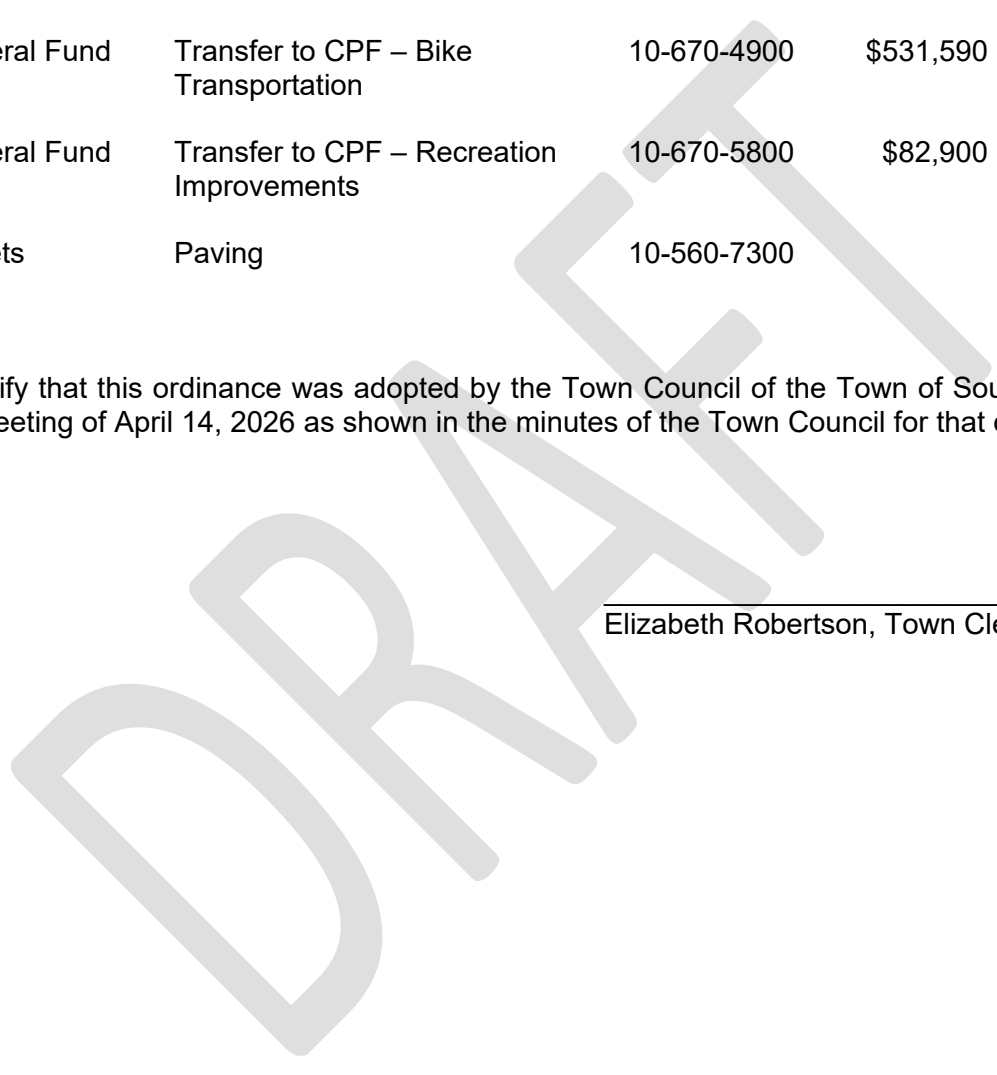 eral Fund Transfer to CPF – Bike 10-670-4900 $531,590
Transportation
eral Fund Transfer to CPF – Recreation 10-670-5800 $82,900
Improvements
ets Paving 10-560-7300
ify that this ordinance was adopted by the Town Council of the Town of Sou
eeting of April 14, 2026 as shown in the minutes of the Town Council for that
Elizabeth Robertson, Town Cle
DRAFT